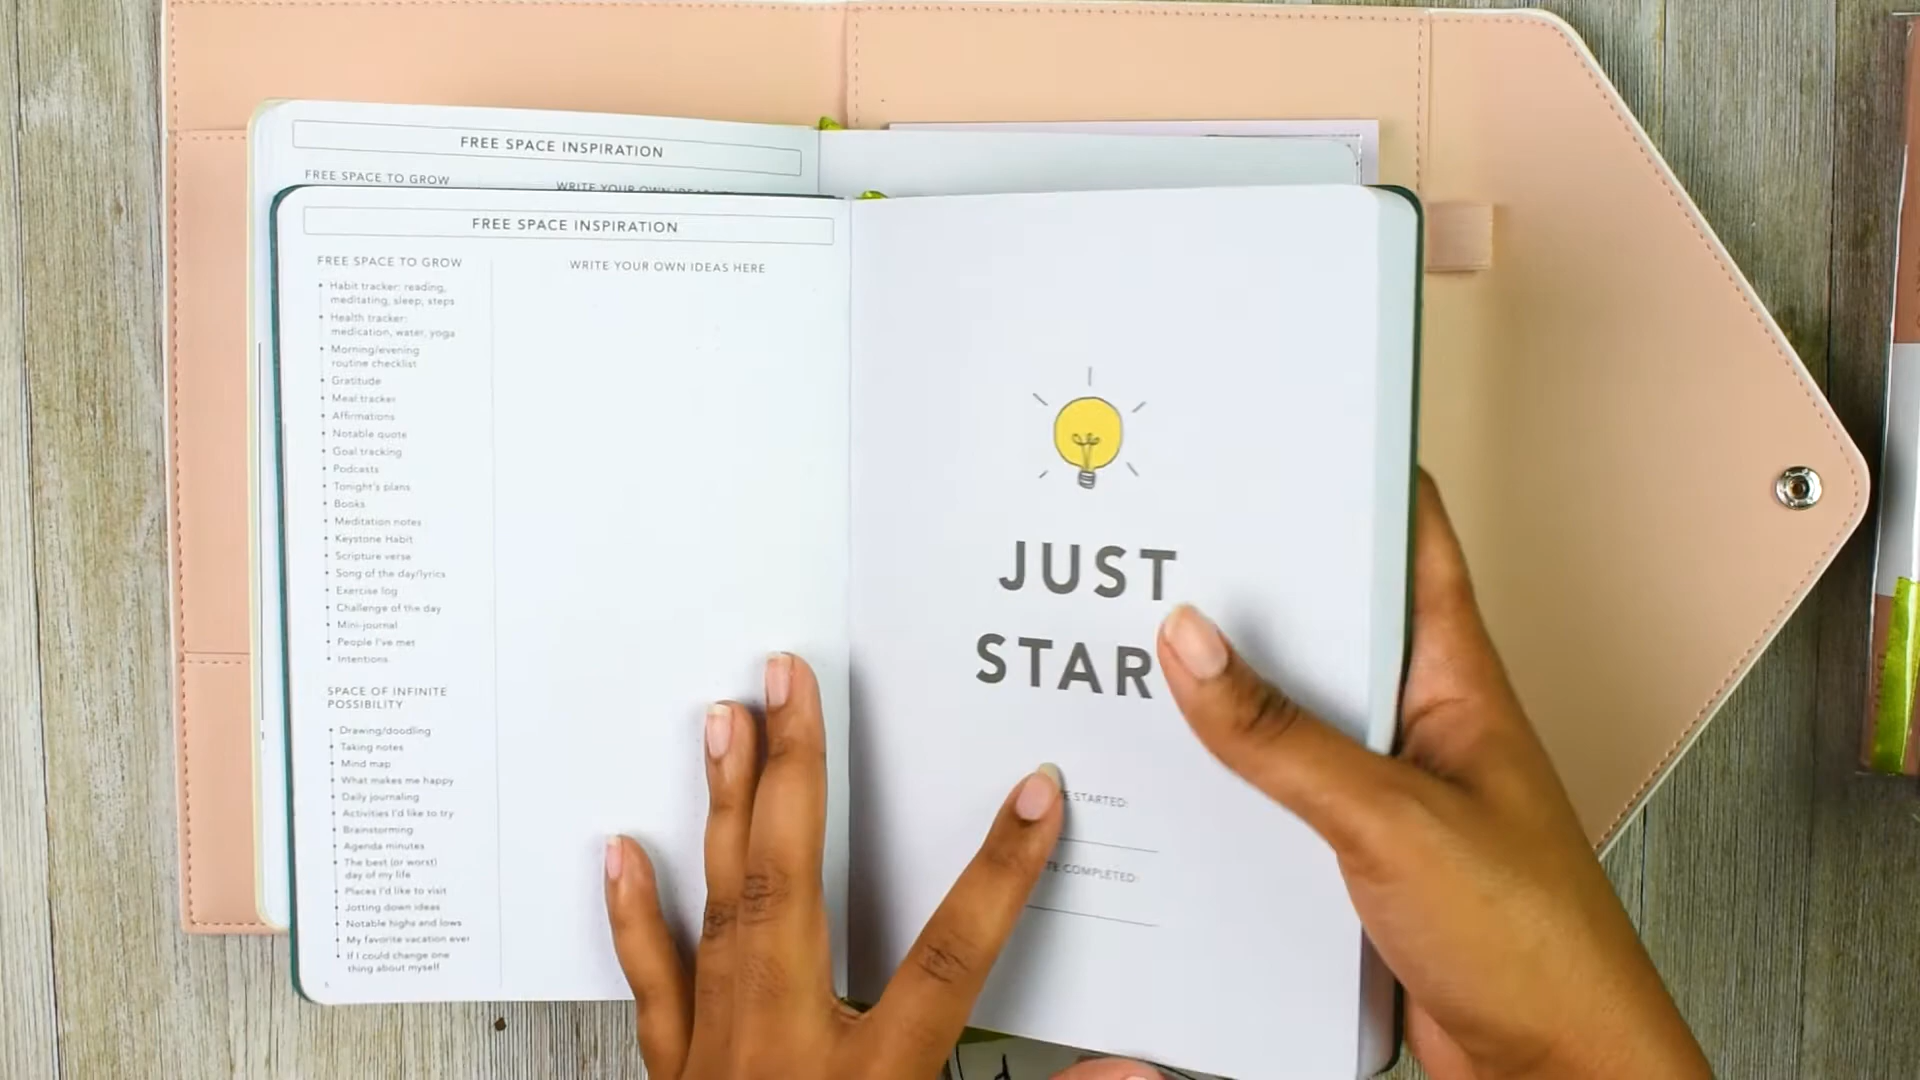 FREE SPACE INSPIRATION
FREE SPACE TO GROW
WRITE YOUR OWN IDEAS
FREE SPACE INSPIRATION
FREE SPACE TO GROW
• Habit tracker: reading,
meditating, sleep, steps
• Health tracker:
medication, water, yoga
• Morning/evening
routine checklist
• Gratitude
• Meal tracker
• Affirmations
• Notable quote
• Goal tracking
• Podcasts
• Tonight's plans
• Books
• Meditation notes
• Keystone Habit
• Scripture verse
• Song of the day/lyrics
• Exercise log
• Challenge of the day
• Mini-journal
• People I've met
• Intentions
SPACE OF INFINITE
POSSIBILITY
• Drawing/doodling
• Taking notes
• Mind map
• What makes me happy
• Daily journaling
• Activities I'd like to try
• Brainstorming
• Agenda minutes
• The best (or worst)
day of my life
• Places I'd like to visit
• Jotting down ideas
• Notable highs and lows
• My favorite vacation ever
• If I could change one
thing about myself
WRITE YOUR OWN IDEAS HERE
JUST
STAR
E STARTED:
TE COMPLETED: